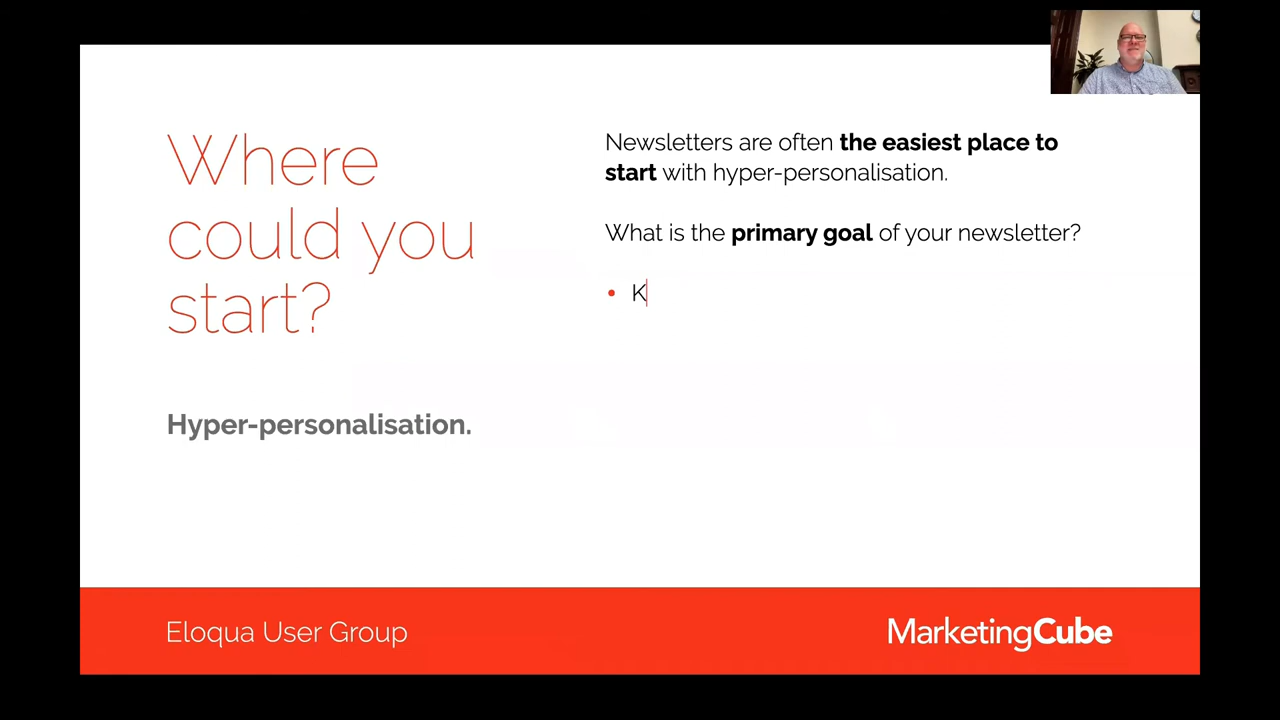 Where
could you
start?
Hyper-personalisation.
Newsletters are often the easiest place to
start with hyper-personalisation.
What is the primary goal of your newsletter?
• K
Eloqua User Group
MarketingCube